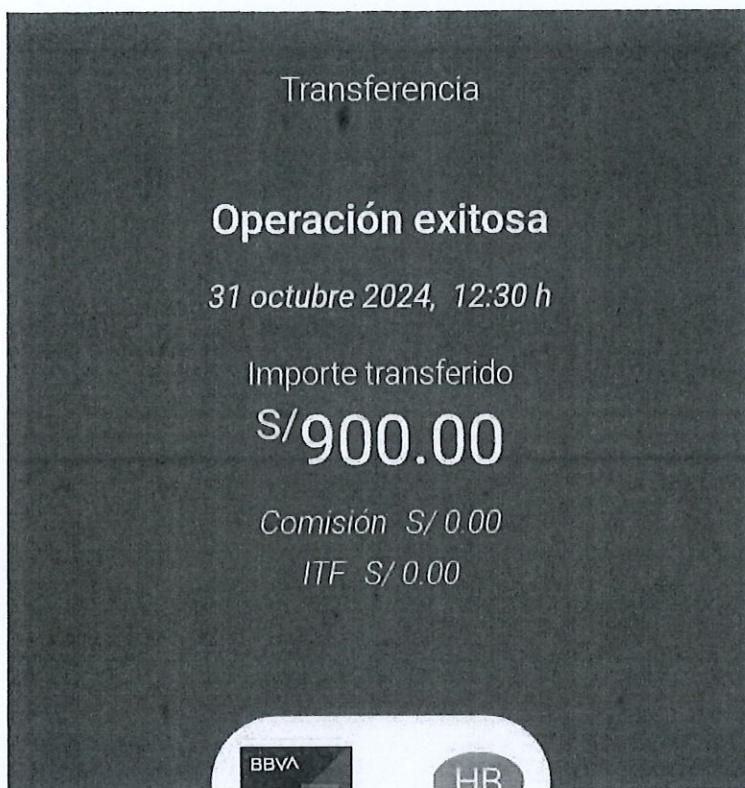 Transferencia
Operación exitosa
31 octubre 2024, 12:30 h
Importe transferido
S/900.00
Comisión S/ 0.00
ITF S/ 0.00
BBVA
HB